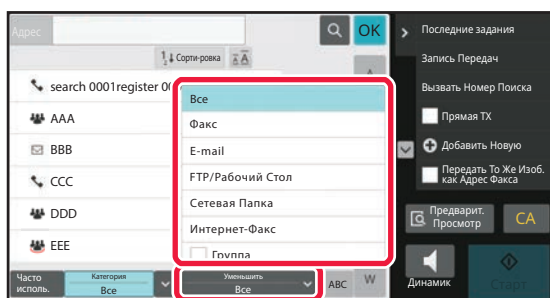 Адрес
OK
Сорти-ровка
search 0001register 00
AAA
BBB
CCC
DDD
EEE
Все
Факс
E-mail
FTP/Рабочий Стол
Сетевая Папка
Интернет-Факс
Группа
Часто
исполь.
Категория
Все
Уменьшить
Все
ABC
W
Последние задания
Запись Передач
Вызвать Номер Поиска
Прямая TX
Добавить Новую
Передать То Же Изоб.
как Адрес Факса
Предварит.
Просмотр
CA
Динамик
Старт